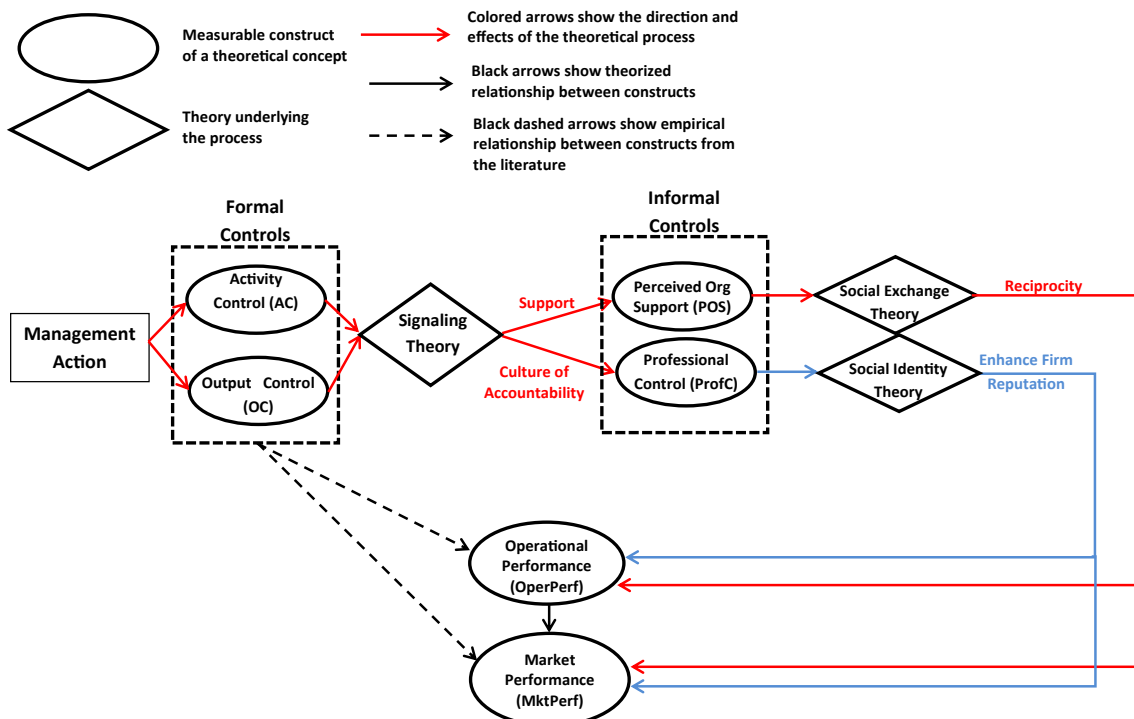 Measurable construct
of a theoretical concept
Colored arrows show the direction and
effects of the theoretical process
Black arrows show theorized
relationship between constructs
Theory underlying
the process
Black dashed arrows show empirical
relationship between constructs from
the literature
Formal
Controls
Informal
Controls
Management
Action
Activity
Control (AC)
Output Control
(OC)
Signaling
Theory
Support
Culture of
Accountability
Perceived Org
Support (POS)
Professional
Control (ProfC)
Social Exchange
Theory
Social Identity
Theory
Reciprocity
Enhance Firm
Reputation
Operational
Performance
(OperPerf)
Market
Performance
(MktPerf)